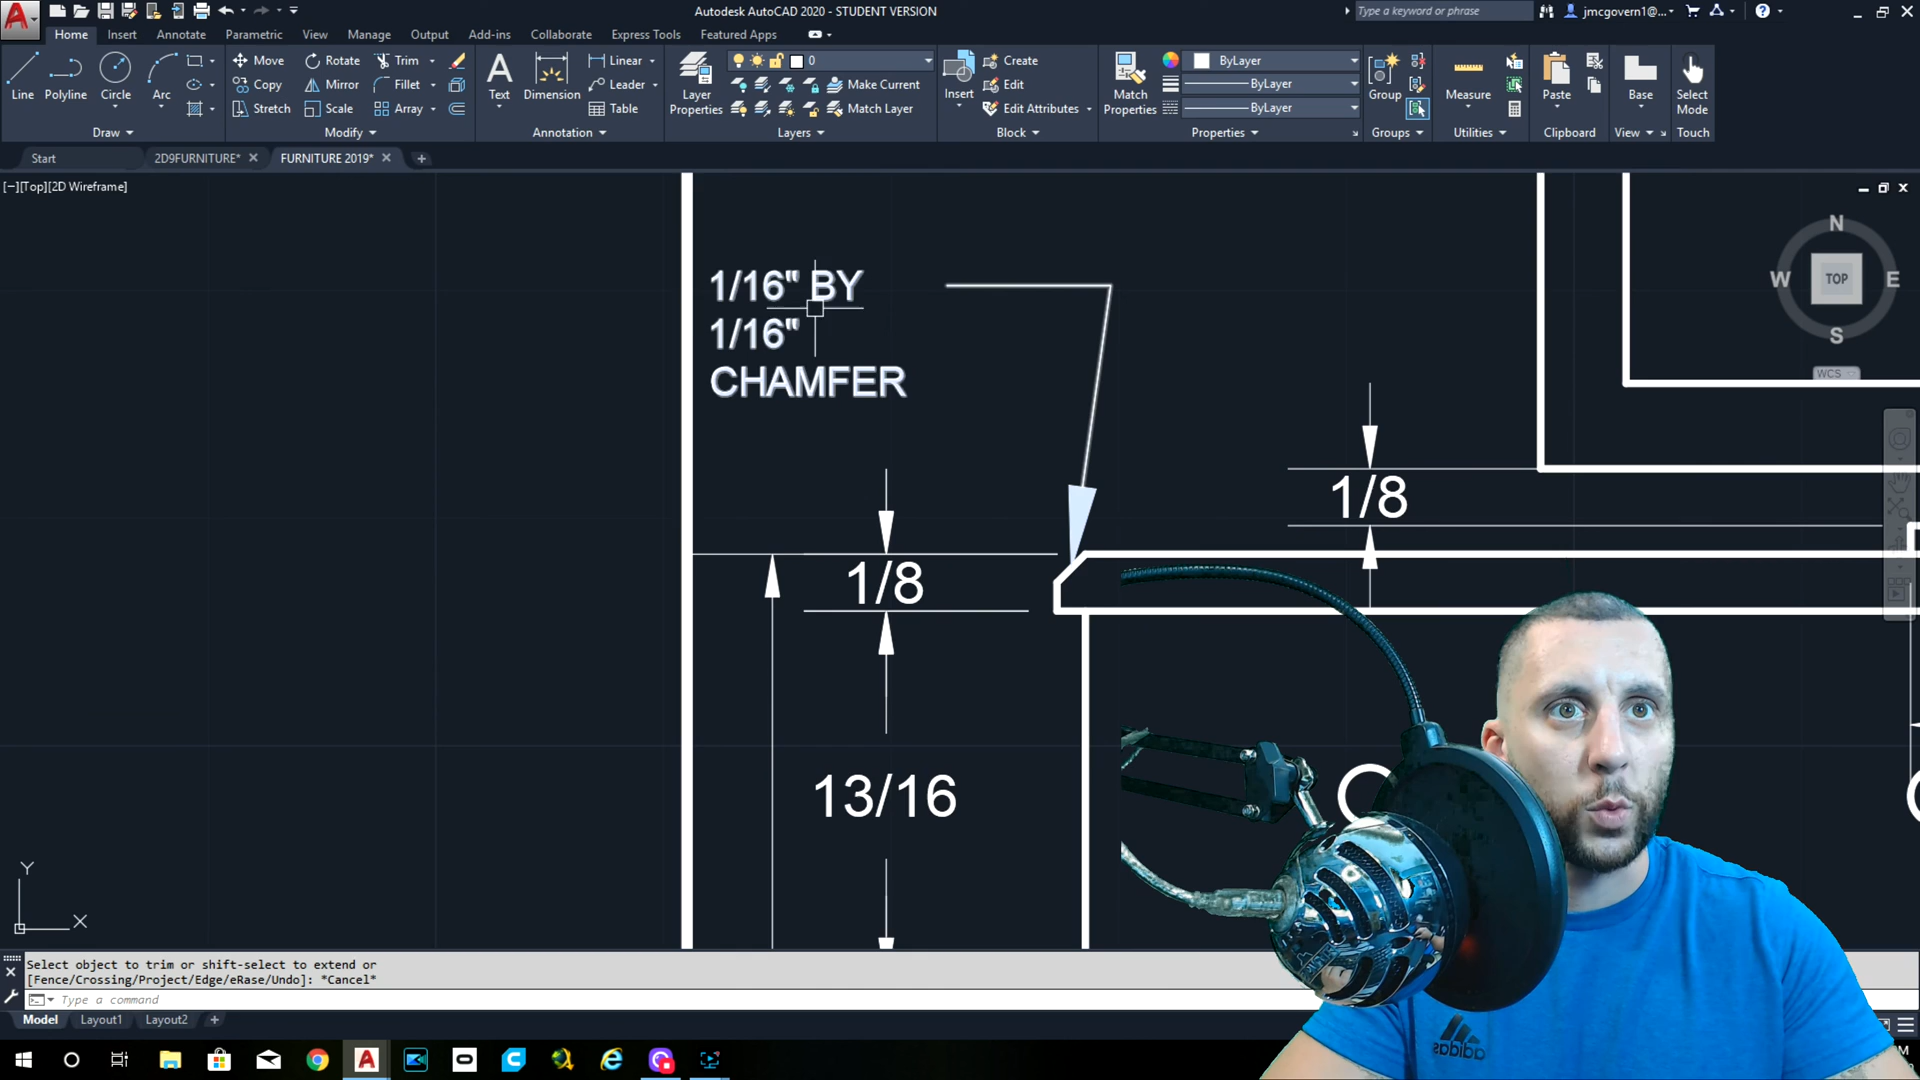 Autodesk AutoCAD 2020 - STUDENT VERSION
Type a keyword or phrase
jmcgovern1@...
Home Insert Annotate Parametric View Manage Output Add-ins Collaborate Express Tools Featured Apps
Line Polyline Circle Arc
Move Rotate Trim
Copy Mirror Fillet
Stretch Scale Array
Text Dimension
Linear
Leader
Table
Layer Properties
0
Make Current
Match Layer
Insert
Create
Edit
Edit Attributes
Match Properties
ByLayer
ByLayer
ByLayer
Group
Measure
Paste
Base
Select Mode
Draw Modify Annotation Layers Block Properties Groups Utilities Clipboard View Touch
Start 2D9FURNITURE* FURNITURE 2019*
[−][Top][2D Wireframe]
N
W TOP E
S
WCS
1/16" BY
1/16"
CHAMFER
1/8
1/8
13/16
Y
X
Select object to trim or shift-select to extend or
[Fence/Crossing/Project/Edge/eRase/Undo]: *Cancel*
Type a command
Model Layout1 Layout2
adidas